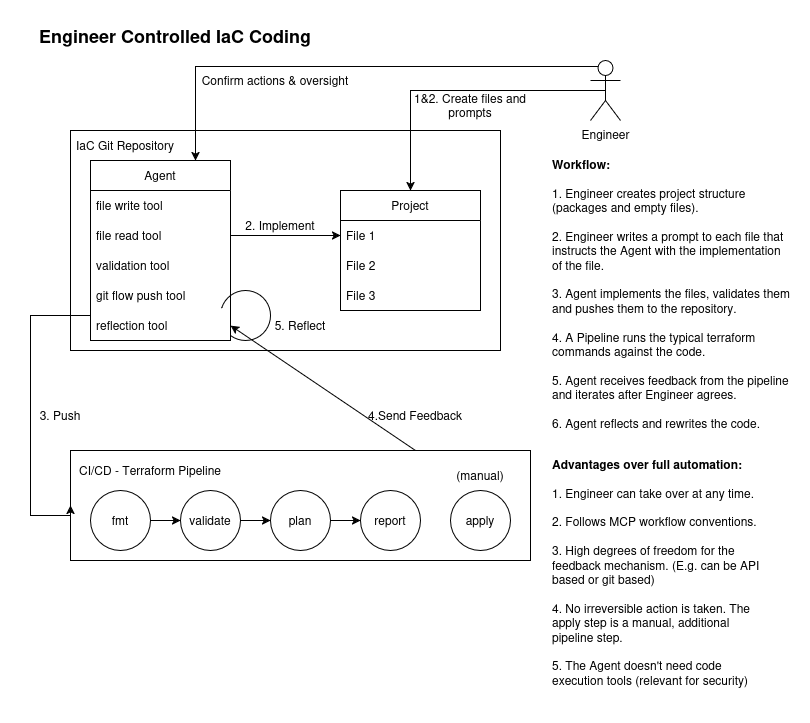 Engineer Controlled IaC Coding
Confirm actions & oversight
1&2. Create files and
prompts
Engineer
IaC Git Repository
Agent
file write tool
file read tool
validation tool
git flow push tool
reflection tool
2. Implement
Project
File 1
File 2
File 3
5. Reflect
3. Push
4.Send Feedback
CI/CD - Terraform Pipeline
(manual)
fmt
validate
plan
report
apply
Workflow:
1. Engineer creates project structure
(packages and empty files).
2. Engineer writes a prompt to each file that
instructs the Agent with the implementation
of the file.
3. Agent implements the files, validates them
and pushes them to the repository.
4. A Pipeline runs the typical terraform
commands against the code.
5. Agent receives feedback from the pipeline
and iterates after Engineer agrees.
6. Agent reflects and rewrites the code.
Advantages over full automation:
1. Engineer can take over at any time.
2. Follows MCP workflow conventions.
3. High degrees of freedom for the
feedback mechanism. (E.g. can be API
based or git based)
4. No irreversible action is taken. The
apply step is a manual, additional
pipeline step.
5. The Agent doesn't need code
execution tools (relevant for security)